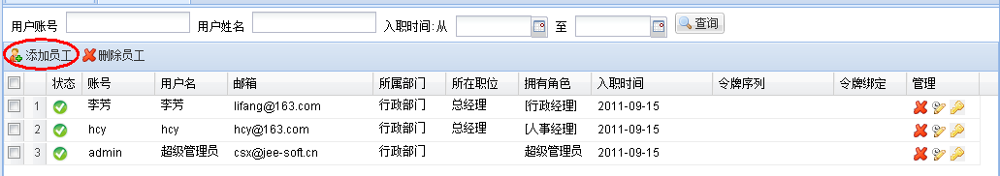 用户账号 用户姓名 入职时间:从 至 查询
添加员工 删除员工
状态 账号 用户名 邮箱 所属部门 所在职位 拥有角色 入职时间 令牌序列 令牌绑定 管理
1 李芳 李芳 lifang@163.com 行政部门 总经理 [行政经理] 2011-09-15
2 hcy hcy hcy@163.com 行政部门 总经理 [人事经理] 2011-09-15
3 admin 超级管理员 csx@jee-soft.cn 行政部门 超级管理员 2011-09-15